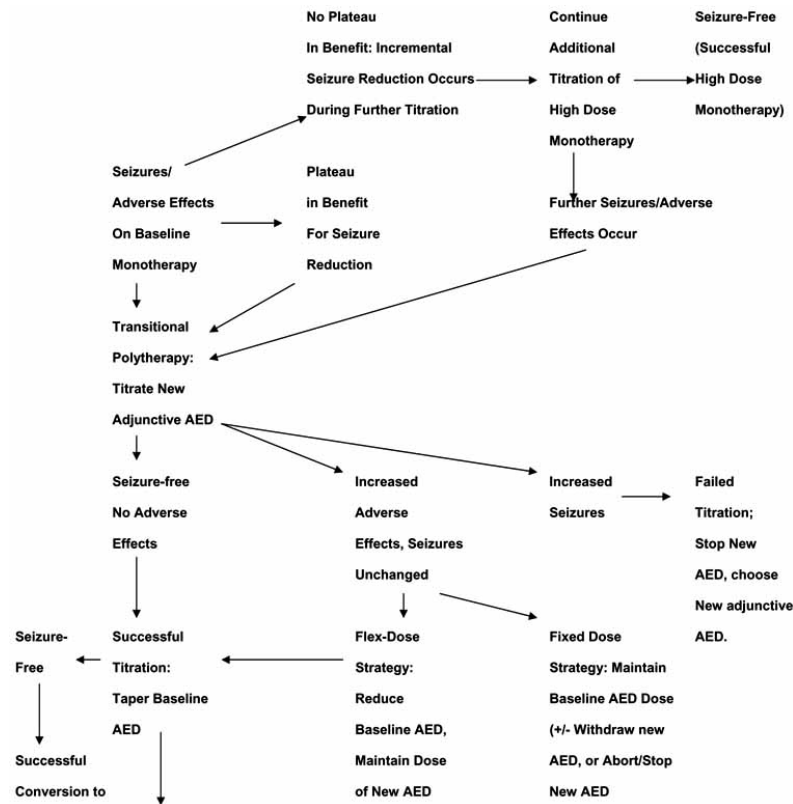 No Plateau
In Benefit: Incremental
Seizure Reduction Occurs
During Further Titration
Continue
Additional
Titration of
High Dose
Monotherapy
Seizure-Free
(Successful
High Dose
Monotherapy)
Seizures/
Adverse Effects
On Baseline
Monotherapy
Plateau
in Benefit
For Seizure
Reduction
Further Seizures/Adverse
Effects Occur
Transitional
Polytherapy:
Titrate New
Adjunctive AED
Seizure-free
No Adverse
Effects
Increased
Adverse
Effects, Seizures
Unchanged
Increased
Seizures
Failed
Titration;
Stop New
AED, choose
New adjunctive
AED.
Seizure-
Free
Successful
Titration:
Taper Baseline
AED
Flex-Dose
Strategy:
Reduce
Baseline AED,
Maintain Dose
of New AED
Fixed Dose
Strategy: Maintain
Baseline AED Dose
(+/- Withdraw new
AED, or Abort/Stop
New AED
Successful
Conversion to